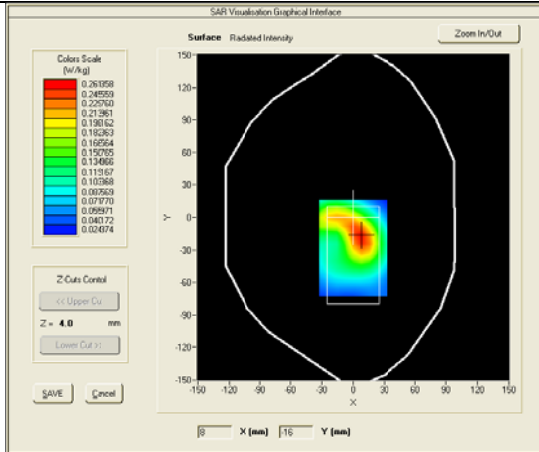 SAR Visualisation Graphical Interface
Surface Radiated Intensity
Zoom In/Out
Colors Scale
(W/kg)
0.261358
0.245559
0.229760
0.213961
0.198162
0.182363
0.166564
0.150765
0.134966
0.119167
0.103368
0.087569
0.071770
0.055971
0.040172
0.024374
Z-Cuts Contol
<< Upper Cu
Z = 4.0 mm
Lower Cut >>
SAVE Cancel
150
120
90
60
30
0
-30
-60
-90
-120
-150
Y
-150 -120 -90 -60 -30 0 30 60 90 120 150
X
8 X (mm) -16 Y (mm)